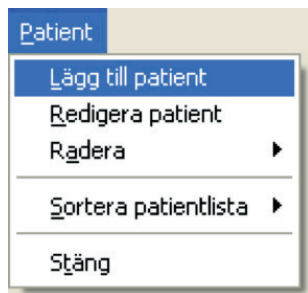 Patient
Lägg till patient
Redigera patient
Radera
Sortera patientlista
Stäng